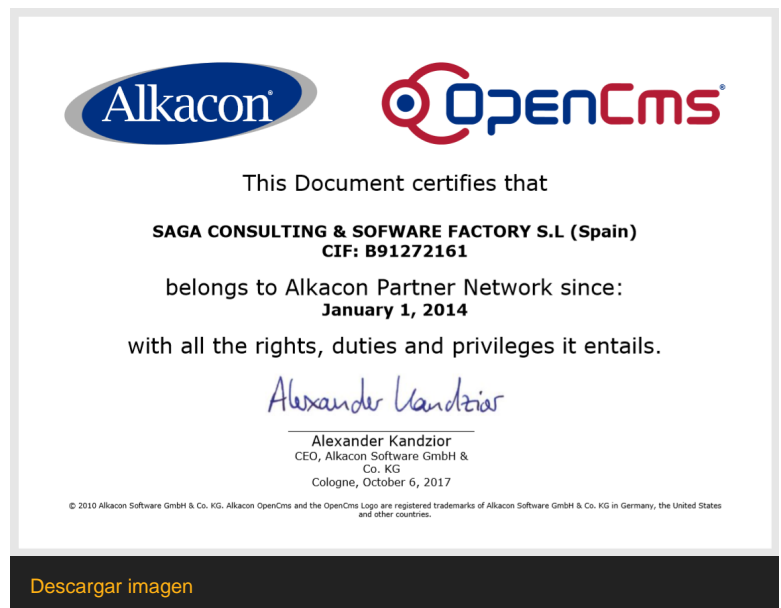 Alkacon®
OpenCms®
This Document certifies that
SAGA CONSULTING & SOFWARE FACTORY S.L (Spain)
CIF: B91272161
belongs to Alkacon Partner Network since:
January 1, 2014
with all the rights, duties and privileges it entails.
Alexander Kandzior
Alexander Kandzior
CEO, Alkacon Software GmbH &
Co. KG
Cologne, October 6, 2017
© 2010 Alkacon Software GmbH & Co. KG. Alkacon OpenCms and the OpenCms Logo are registered trademarks of Alkacon Software GmbH & Co. KG in Germany, the United States
and other countries.
Descargar imagen